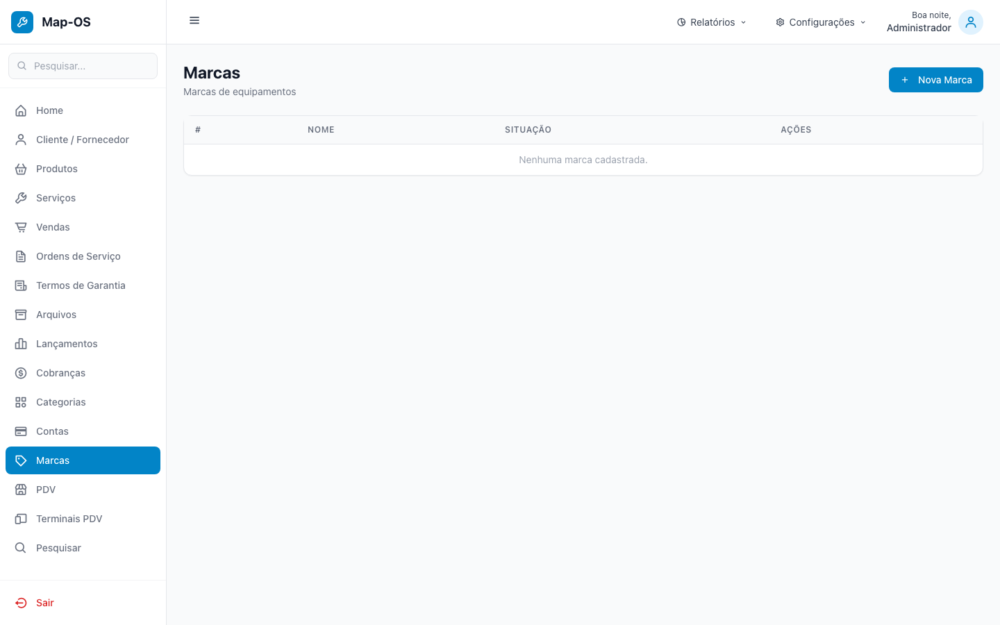 Map-OS
Pesquisar...
Home
Cliente / Fornecedor
Produtos
Serviços
Vendas
Ordens de Serviço
Termos de Garantia
Arquivos
Lançamentos
Cobranças
Categorias
Contas
Marcas
PDV
Terminais PDV
Pesquisar
Sair
Relatórios
Configurações
Boa noite,
Administrador
Marcas
Marcas de equipamentos
+ Nova Marca
# NOME SITUAÇÃO AÇÕES
Nenhuma marca cadastrada.